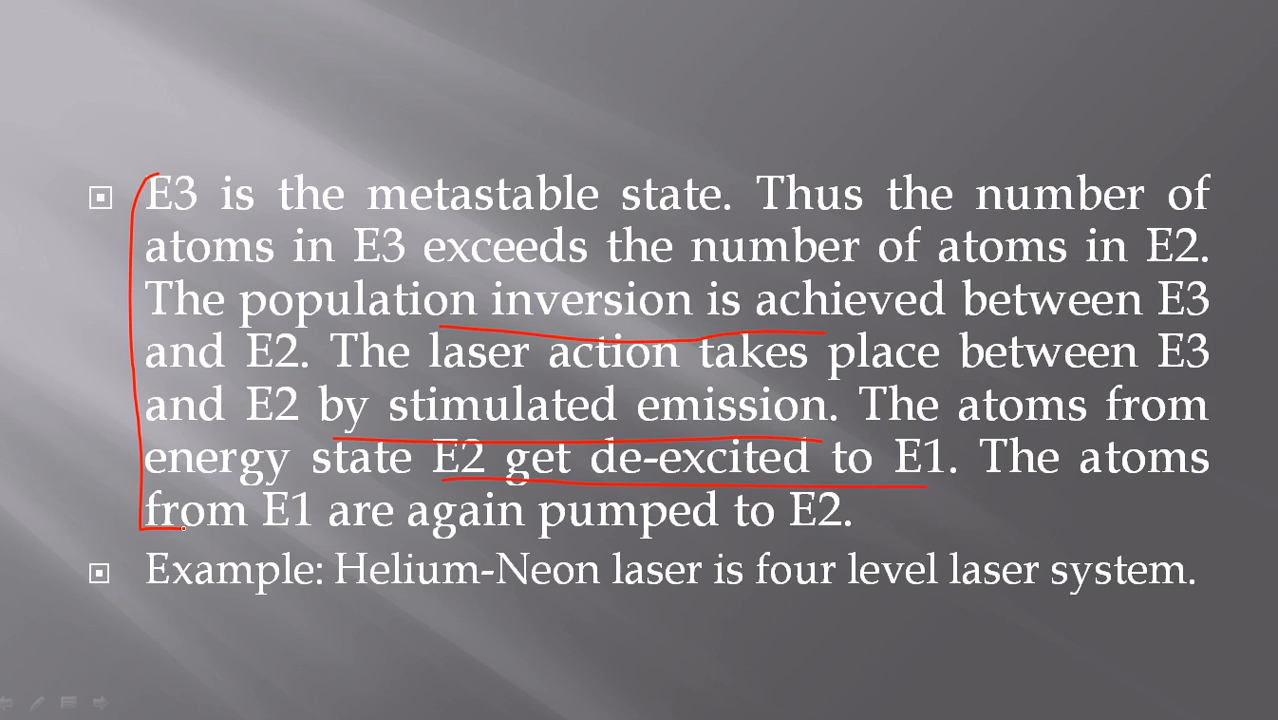 E3 is the metastable state. Thus the number of
atoms in E3 exceeds the number of atoms in E2.
The population inversion is achieved between E3
and E2. The laser action takes place between E3
and E2 by stimulated emission. The atoms from
energy state E2 get de-excited to E1. The atoms
from E1 are again pumped to E2.
Example: Helium-Neon laser is four level laser system.